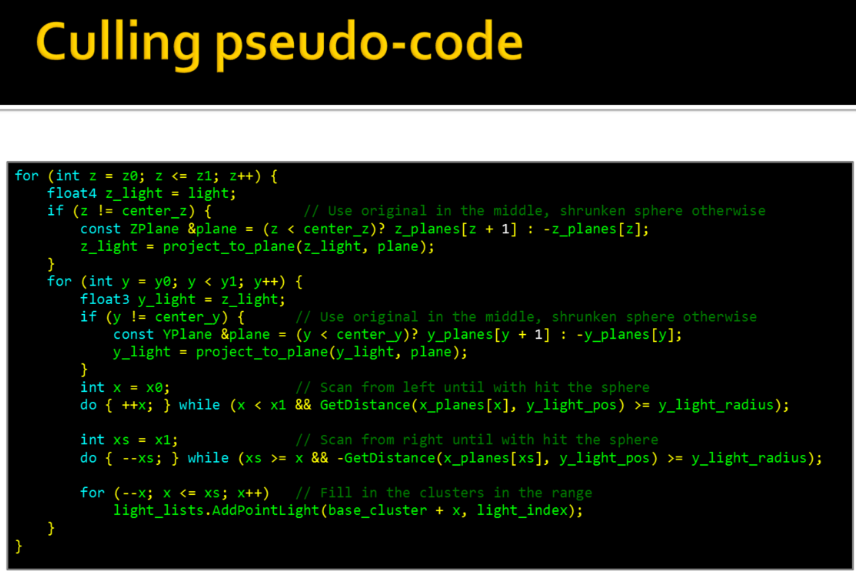 Culling pseudo-code
for (int z = z0; z <= z1; z++) {
    float4 z_light = light;
    if (z != center_z) {           // Use original in the middle, shrunken sphere otherwise
        const ZPlane &plane = (z < center_z)? z_planes[z + 1] : -z_planes[z];
        z_light = project_to_plane(z_light, plane);
    }
    for (int y = y0; y < y1; y++) {
        float3 y_light = z_light;
        if (y != center_y) {      // Use original in the middle, shrunken sphere otherwise
            const YPlane &plane = (y < center_y)? y_planes[y + 1] : -y_planes[y];
            y_light = project_to_plane(y_light, plane);
        }
        int x = x0;               // Scan from left until with hit the sphere
        do { ++x; } while (x < x1 && GetDistance(x_planes[x], y_light_pos) >= y_light_radius);
        int xs = x1;              // Scan from right until with hit the sphere
        do { --xs; } while (xs >= x && -GetDistance(x_planes[xs], y_light_pos) >= y_light_radius);
        for (--x; x <= xs; x++)   // Fill in the clusters in the range
            light_lists.AddPointLight(base_cluster + x, light_index);
    }
}